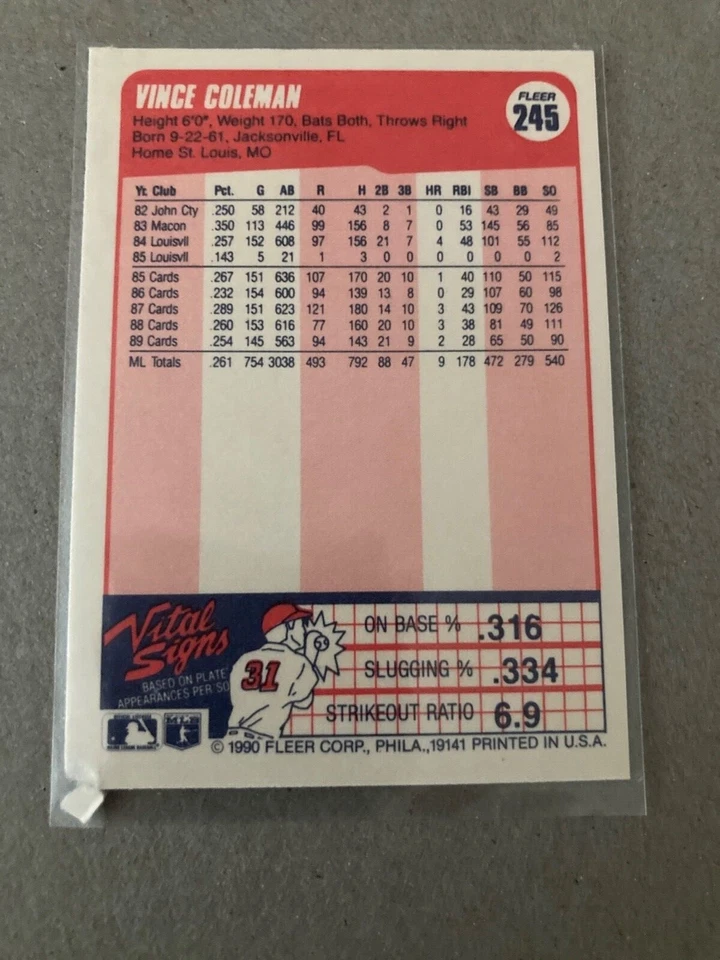 VINCE COLEMAN
FLEER
245
Height 6'0", Weight 170, Bats Both, Throws Right
Born 9-22-61, Jacksonville, FL
Home St. Louis, MO
Yr. Club Pct. G AB R H 2B 3B HR RBI SB BB SO
82 John Cty .250 58 212 40 43 2 1 0 16 43 29 49
83 Macon .350 113 446 99 156 8 7 0 53 145 56 85
84 Louisvll .257 152 608 97 156 21 7 4 48 101 55 112
85 Louisvll .143 5 21 1 3 0 0 0 0 0 0 2
85 Cards .267 151 636 107 170 20 10 1 40 110 50 115
86 Cards .232 154 600 94 139 13 8 0 29 107 60 98
87 Cards .289 151 623 121 180 14 10 3 43 109 70 126
88 Cards .260 153 616 77 160 20 10 3 38 81 49 111
89 Cards .254 145 563 94 143 21 9 2 28 65 50 90
ML Totals .261 754 3038 493 792 88 47 9 178 472 279 540
Vital
Signs
BASED ON PLATE
APPEARANCES PER SO
31
ON BASE % .316
SLUGGING % .334
STRIKEOUT RATIO 6.9
© 1990 FLEER CORP., PHILA., 19141 PRINTED IN U.S.A.